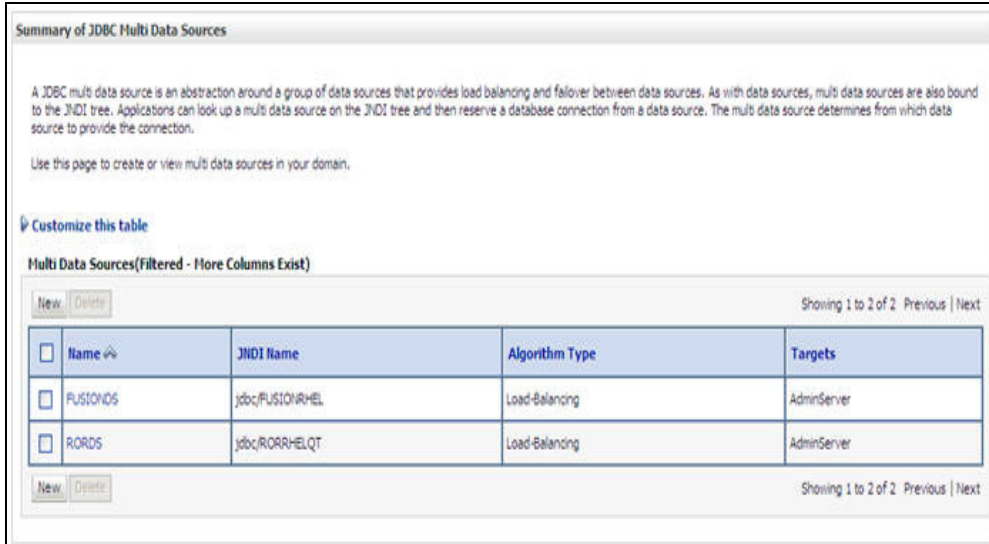 Summary of JDBC Multi Data Sources
A JDBC multi data source is an abstraction around a group of data sources that provides load balancing and failover between data sources. As with data sources, multi data sources are also bound
to the JNDI tree. Applications can look up a multi data source on the JNDI tree and then reserve a database connection from a data source. The multi data source determines from which data
source to provide the connection.
Use this page to create or view multi data sources in your domain.
Customize this table
Multi Data Sources(Filtered - More Columns Exist)
New Delete Showing 1 to 2 of 2 Previous | Next
Name JNDI Name Algorithm Type Targets
FUSIONDS jdbc/FUSIONRHEL Load-Balancing AdminServer
RORDS jdbc/RORRHELQT Load-Balancing AdminServer
New Delete Showing 1 to 2 of 2 Previous | Next